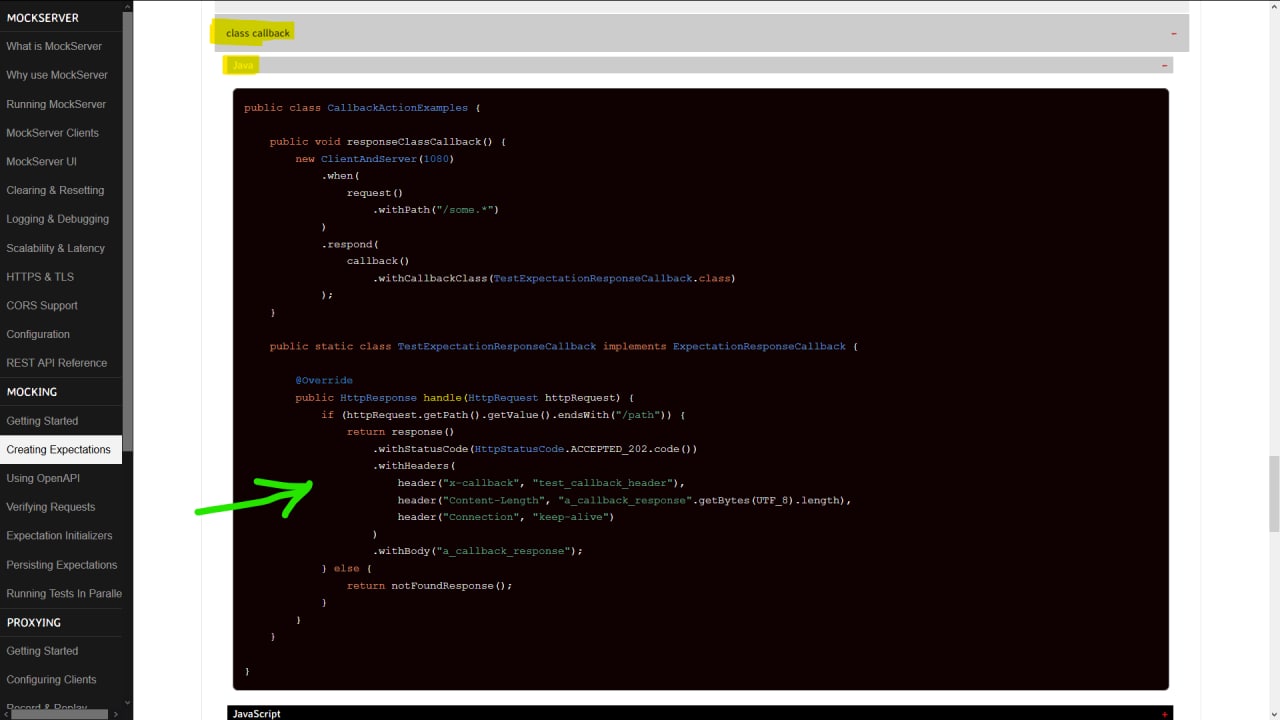 MOCKSERVER
What is MockServer
Why use MockServer
Running MockServer
MockServer Clients
MockServer UI
Clearing & Resetting
Logging & Debugging
Scalability & Latency
HTTPS & TLS
CORS Support
Configuration
REST API Reference
MOCKING
Getting Started
Creating Expectations
Using OpenAPI
Verifying Requests
Expectation Initializers
Persisting Expectations
Running Tests In Paralle
PROXYING
Getting Started
Configuring Clients
Record & Replay
class callback
Java
public class CallbackActionExamples {
public void responseClassCallback() {
new ClientAndServer(1080)
.when(
request()
.withPath("/some.*")
)
.respond(
callback()
.withCallbackClass(TestExpectationResponseCallback.class)
);
}
public static class TestExpectationResponseCallback implements ExpectationResponseCallback {
@Override
public HttpResponse handle(HttpRequest httpRequest) {
if (httpRequest.getPath().getValue().endsWith("/path")) {
return response()
.withStatusCode(HttpStatusCode.ACCEPTED_202.code())
.withHeaders(
header("x-callback", "test_callback_header"),
header("Content-Length", "a_callback_response".getBytes(UTF_8).length),
header("Connection", "keep-alive")
)
.withBody("a_callback_response");
} else {
return notFoundResponse();
}
}
}
}
JavaScript